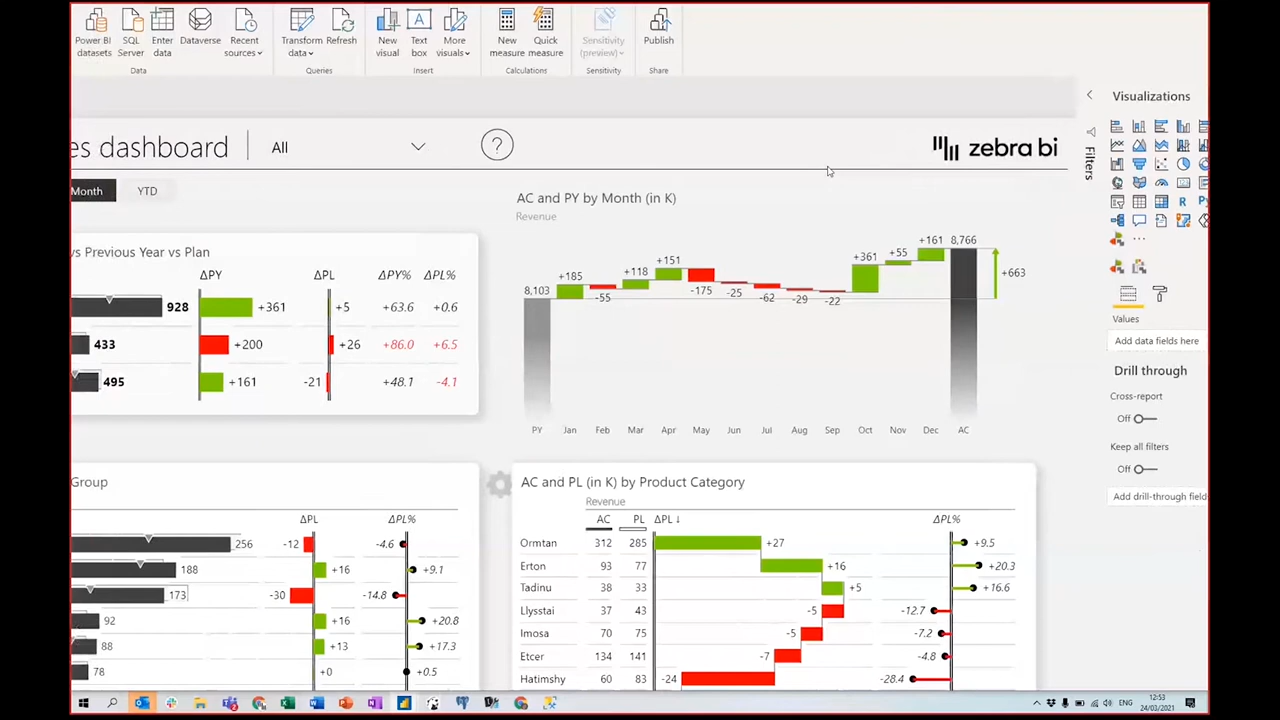 Power BI datasets
SQL Server
Enter data
Dataverse
Recent sources
Transform data
Refresh
New visual
Text box
More visuals
New measure
Quick measure
Sensitivity (preview)
Publish
Data
Queries
Insert
Calculations
Sensitivity
Share
es dashboard
All
?
zebra bi
Month
YTD
vs Previous Year vs Plan
ΔPY ΔPL ΔPY% ΔPL%
928 +361 +5 +63.6 +0.6
433 +200 +26 +86.0 +6.5
495 +161 -21 +48.1 -4.1
AC and PY by Month (in K)
Revenue
8,103 +185 -55 +118 +151 -175 -25 -62 -29 -22 +361 +55 +161 8,766 +663
PY Jan Feb Mar Apr May Jun Jul Aug Sep Oct Nov Dec AC
Group
ΔPL ΔPL%
256 -12 -4.6
188 +16 +9.1
173 -30 -14.8
92 +16 +20.8
88 +13 +17.3
78 +0 +0.5
AC and PL (in K) by Product Category
Revenue
AC PL ΔPL ↓ ΔPL%
Ormtan 312 285 +27 +9.5
Erton 93 77 +16 +20.3
Tadinu 38 33 +5 +16.6
Llysstai 37 43 -5 -12.7
Imosa 70 75 -5 -7.2
Etcer 134 141 -7 -4.8
Hatimshy 60 83 -24 -28.4
Filters
Visualizations
R
Values
Add data fields here
Drill through
Cross-report
Off
Keep all filters
Off
Add drill-through field
ENG
12:53
24/03/2021